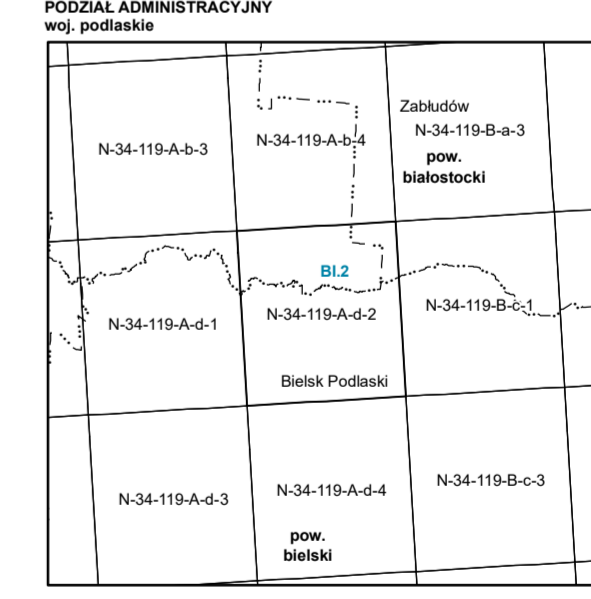 PODZIAŁ ADMINISTRACYJNY
woj. podlaskie
N-34-119-A-b-3
N-34-119-A-b-4
Zabłudów
N-34-119-B-a-3
pow.
białostocki
BI.2
N-34-119-A-d-1
N-34-119-A-d-2
N-34-119-B-c-1
Bielsk Podlaski
N-34-119-A-d-3
N-34-119-A-d-4
N-34-119-B-c-3
pow.
bielski